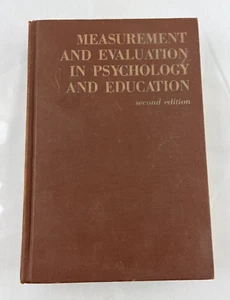 MEASUREMENT
AND EVALUATION
IN PSYCHOLOGY
AND EDUCATION
second edition